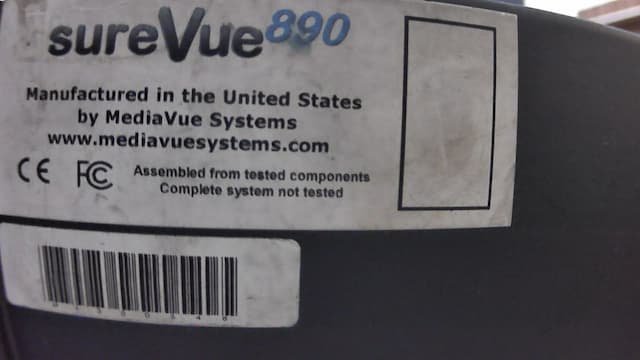 sureVue890
Manufactured in the United States
by MediaVue Systems
www.mediavuesystems.com
CE FC Assembled from tested components
Complete system not tested